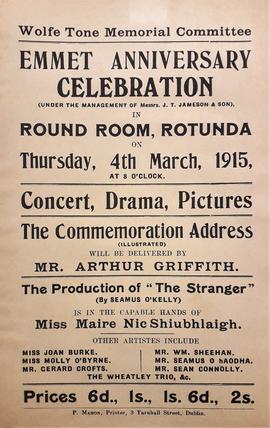 Wolfe Tone Memorial Committee
EMMET ANNIVERSARY
CELEBRATION
(UNDER THE MANAGEMENT OF Messrs. J. T. JAMESON & SON),
IN
ROUND ROOM, ROTUNDA
ON
Thursday, 4th March, 1915,
AT 8 O'CLOCK.
Concert, Drama, Pictures
The Commemoration Address
(ILLUSTRATED)
WILL BE DELIVERED BY
MR. ARTHUR GRIFFITH.
The Production of "The Stranger"
(By SEAMUS O'KELLY)
IS IN THE CAPABLE HANDS OF
Miss Maire Nic Shiubhlaigh.
OTHER ARTISTES INCLUDE
MISS JOAN BURKE. MR. WM. SHEEHAN.
MISS MOLLY O'BYRNE. MR. SEAMUS O hAODHA.
MR. GERARD CROFTS. MR. SEAN CONNOLLY.
THE WHEATLEY TRIO, &c.
Prices 6d., 1s., 1s. 6d., 2s.
P. Mahon, Printer, 3 Yarnhall Street, Dublin.